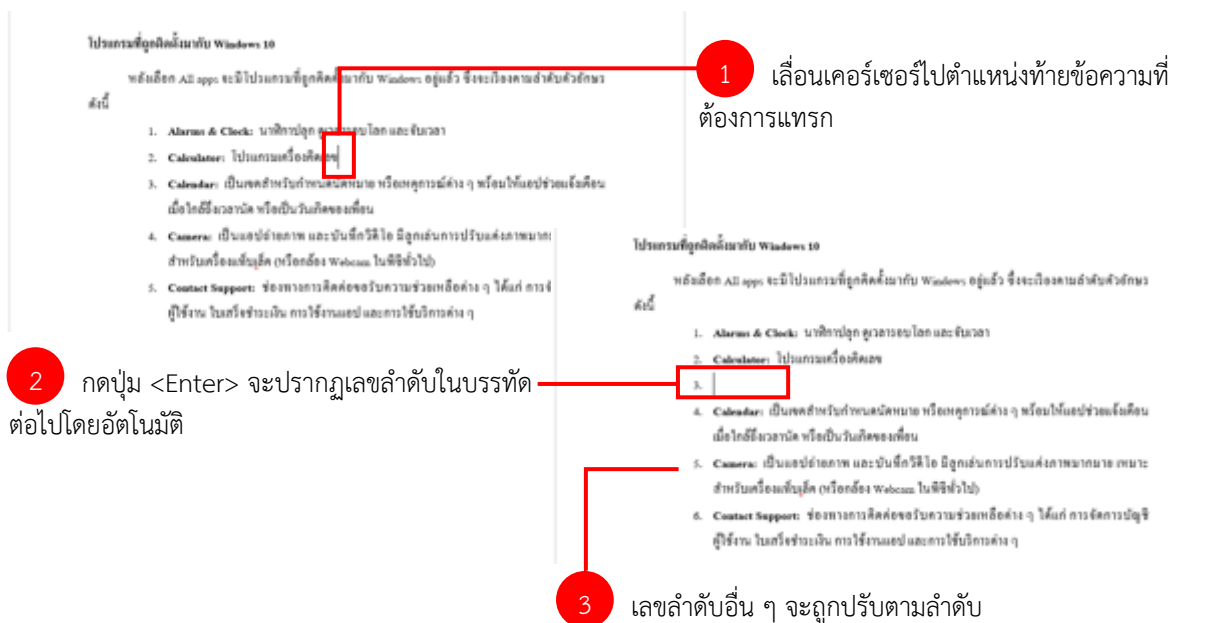 โปรแกรมที่ถูกติดตั้งมากับ Windows 10
หลังเลือก All apps จะมีโปรแกรมที่ถูกติดตั้งมากับ Windows อยู่แล้ว ซึ่งจะเรียงตามลำดับตัวอักษร
ดังนี้
1. Alarms & Clock: นาฬิกาปลุก ดูเวลารอบโลก และจับเวลา
2. Calculator: โปรแกรมเครื่องคิดเลข
3. Calendar: เป็นเขตสำหรับกำหนดนัดหมาย หรือเหตุการณ์ต่าง ๆ พร้อมให้แอปช่วยแจ้งเตือน
เมื่อใกล้ถึงเวลานัด หรือเป็นวันเกิดของเพื่อน
4. Camera: เป็นแอปถ่ายภาพ และบันทึกวีดีโอ มีลูกเล่นการปรับแต่งภาพมาก
สำหรับเครื่องแท็บเล็ต (หรือกล้อง Webcam ในพีซีทั่วไป)
5. Contact Support: ช่องทางการติดต่อขอรับความช่วยเหลือต่าง ๆ ได้แก่ การจ
ผู้ใช้งาน ใบเสร็จชำระเงิน การใช้งานแอป และการใช้บริการต่าง ๆ
1 เลื่อนเคอร์เซอร์ไปตำแหน่งท้ายข้อความที่
ต้องการแทรก
2 กดปุ่ม <Enter> จะปรากฏเลขลำดับในบรรทัด
ต่อไปโดยอัตโนมัติ
โปรแกรมที่ถูกติดตั้งมากับ Windows 10
หลังเลือก All apps จะมีโปรแกรมที่ถูกติดตั้งมากับ Windows อยู่แล้ว ซึ่งจะเรียงตามลำดับตัวอักษร
ดังนี้
1. Alarms & Clock: นาฬิกาปลุก ดูเวลารอบโลก และจับเวลา
2. Calculator: โปรแกรมเครื่องคิดเลข
3.
4. Calendar: เป็นเขตสำหรับกำหนดนัดหมาย หรือเหตุการณ์ต่าง ๆ พร้อมให้แอปช่วยแจ้งเตือน
เมื่อใกล้ถึงเวลานัด หรือเป็นวันเกิดของเพื่อน
5. Camera: เป็นแอปถ่ายภาพ และบันทึกวีดีโอ มีลูกเล่นการปรับแต่งภาพมากมาย เหมาะ
สำหรับเครื่องแท็บเล็ต (หรือกล้อง Webcam ในพีซีทั่วไป)
6. Contact Support: ช่องทางการติดต่อขอรับความช่วยเหลือต่าง ๆ ได้แก่ การจัดการบัญชี
ผู้ใช้งาน ใบเสร็จชำระเงิน การใช้งานแอป และการใช้บริการต่าง ๆ
3 เลขลำดับอื่น ๆ จะถูกปรับตามลำดับ